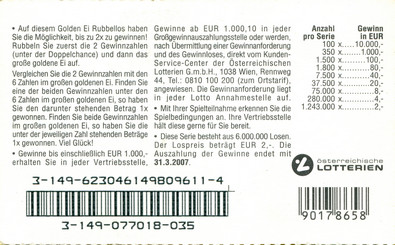 • Auf diesem Golden Ei Rubbellos haben
Sie die Möglichkeit, bis zu 2x zu gewinnen!
Rubbeln Sie zuerst die 2 Gewinnzahlen
(unter der Doppelchance) und dann das
große goldene Ei auf.
Vergleichen Sie die 2 Gewinnzahlen mit den
6 Zahlen im großen goldenen Ei. Finden Sie
eine der beiden Gewinnzahlen unter den
6 Zahlen im großen goldenen Ei, so haben
Sie den darunter stehenden Betrag 1x
gewonnen. Finden Sie beide Gewinnzahlen
im großen goldenen Ei, so haben Sie die
unter der jeweiligen Zahl stehenden Beträge
1x gewonnen. Viel Glück!
• Gewinne bis einschließlich EUR 1.000,-
erhalten Sie in jeder Vertriebsstelle,
Gewinne ab EUR 1.000,10 in jeder
Großgewinnauszahlungsstelle oder werden,
nach Übermittlung einer Gewinnanforderung
und des Gewinnloses, direkt vom Kunden-
Service-Center der Österreichischen
Lotterien G.m.b.H., 1038 Wien, Rennweg
44, Tel.: 0810 100 200 (zum Ortstarif),
angewiesen. Die Gewinnanforderung liegt
in jeder Lotto Annahmestelle auf.
• Mit Ihrer Spielteilnahme erkennen Sie die
Spielbedingungen an. Ihre Vertriebsstelle
hält diese gerne für Sie bereit.
• Diese Serie besteht aus 6.000.000 Losen.
Der Lospreis beträgt EUR 2,-. Die
Auszahlung der Gewinne endet mit
31.3.2007.
Anzahl Gewinn
pro Serie in EUR
100 x 10.000,-
350 x 1.000,-
1.500 x 100,-
1.800 x 80,-
7.500 x 40,-
37.500 x 20,-
75.000 x 8,-
280.000 x 4,-
1.243.000 x 2,-
österreichische
LOTTERIEN
3-149-623046149809611-4
3-149-077018-035
90178658